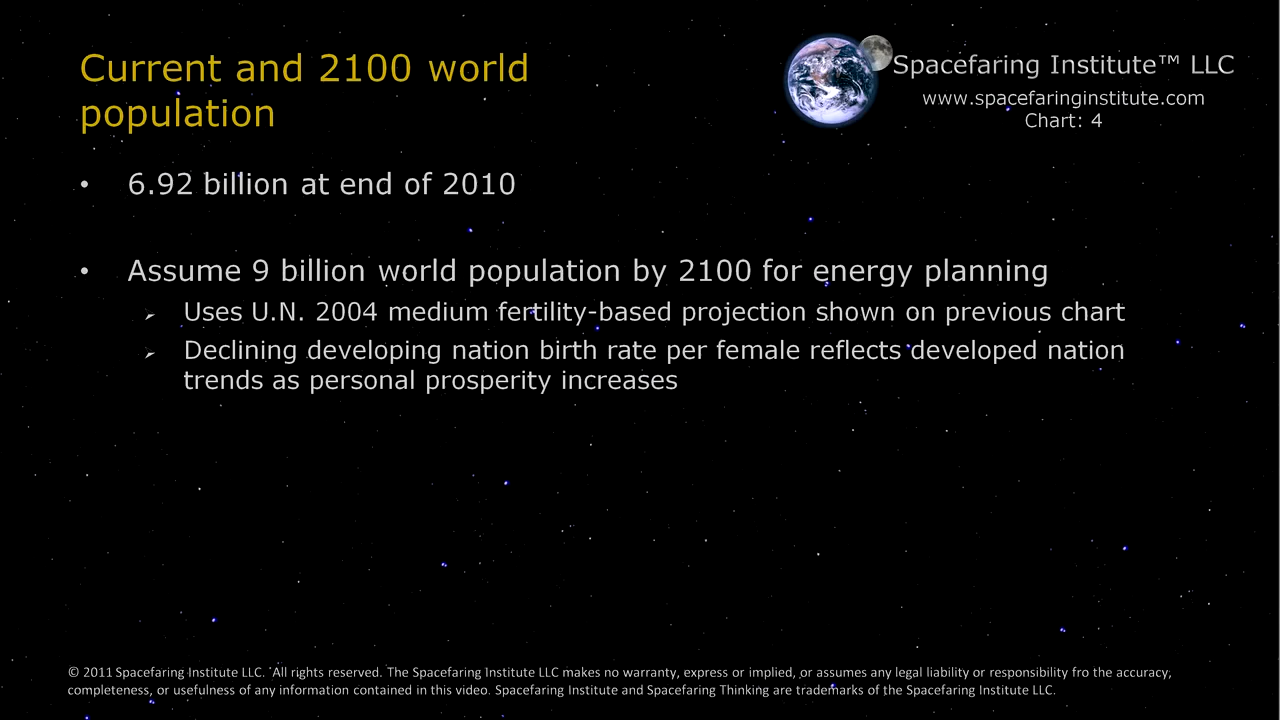 Current and 2100 world
population
Spacefaring Institute™ LLC
www.spacefaringinstitute.com
Chart: 4
• 6.92 billion at end of 2010
• Assume 9 billion world population by 2100 for energy planning
➢ Uses U.N. 2004 medium fertility-based projection shown on previous chart
➢ Declining developing nation birth rate per female reflects developed nation
trends as personal prosperity increases
© 2011 Spacefaring Institute LLC. All rights reserved. The Spacefaring Institute LLC makes no warranty, express or implied, or assumes any legal liability or responsibility fro the accuracy,
completeness, or usefulness of any information contained in this video. Spacefaring Institute and Spacefaring Thinking are trademarks of the Spacefaring Institute LLC.